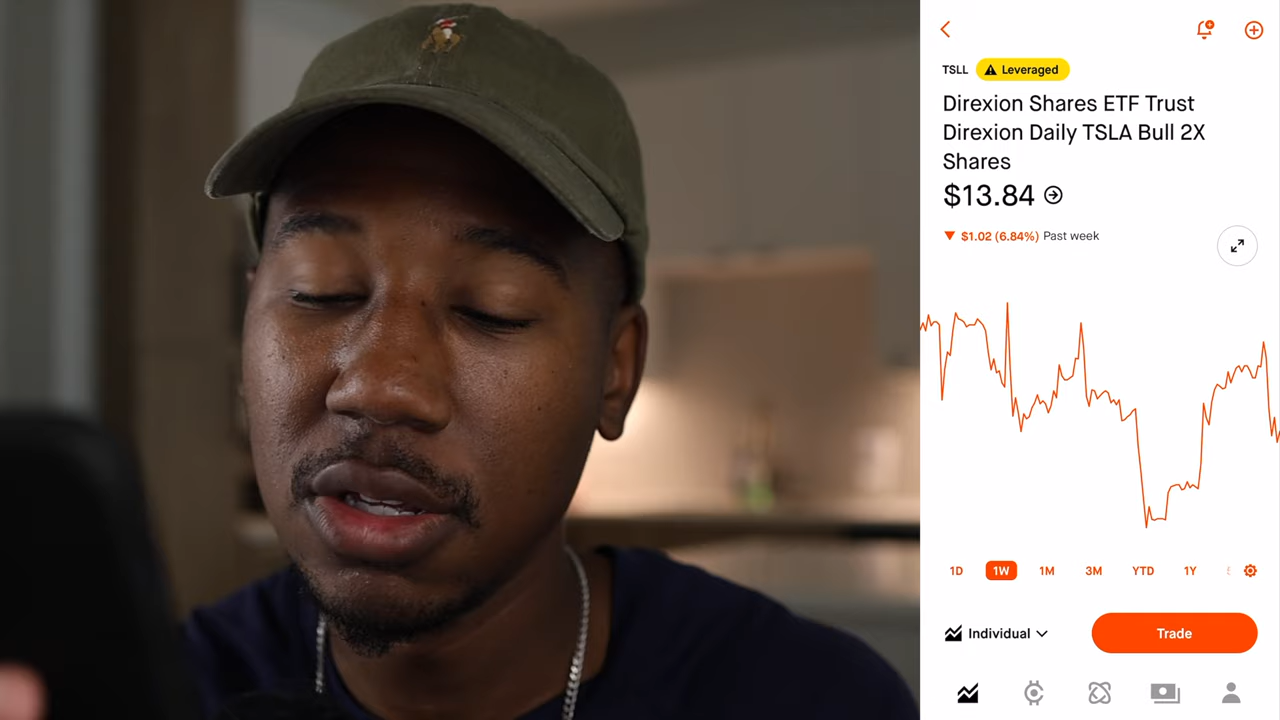 TSLL
Leveraged
Direxion Shares ETF Trust
Direxion Daily TSLA Bull 2X
Shares
$13.84
$1.02 (6.84%) Past week
1D 1W 1M 3M YTD 1Y
Individual
Trade